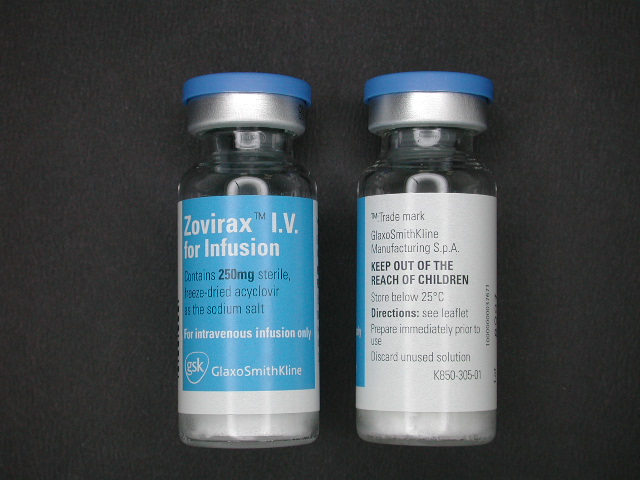 Zovirax™ I.V.
for Infusion
Contains 250mg sterile,
freeze-dried acyclovir
as the sodium salt
For intravenous infusion only
gsk GlaxoSmithKline
™Trade mark
GlaxoSmithKline
Manufacturing S.p.A.
KEEP OUT OF THE
REACH OF CHILDREN
Store below 25°C
Directions: see leaflet
Prepare immediately prior to
use
Discard unused solution
K850-305-01